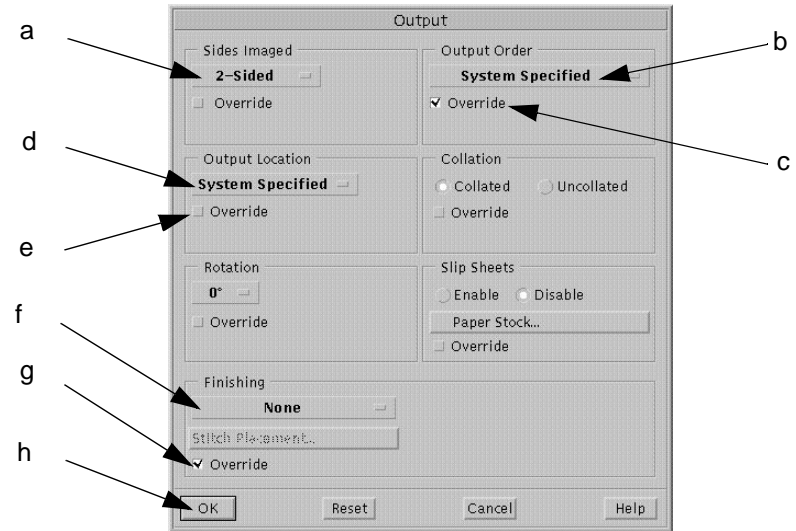 Output
a
b
c
d
e
f
g
h
Sides Imaged
2-Sided
Override
Output Order
System Specified
Override
Output Location
System Specified
Override
Collation
Collated Uncollated
Override
Rotation
0°
Override
Slip Sheets
Enable Disable
Paper Stock...
Override
Finishing
None
Stitch Placement...
Override
OK Reset Cancel Help